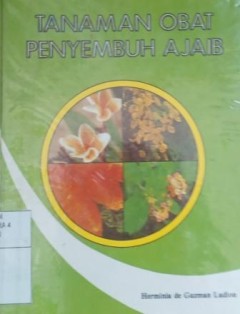 TANAMAN OBAT
PENYEMBUH AJAIB
Herminia de Guzman Ladion